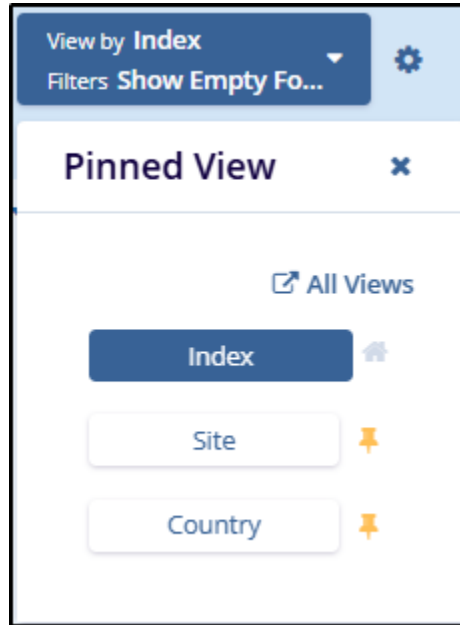 View by Index
Filters Show Empty Fo...
Pinned View
All Views
Index
Site
Country